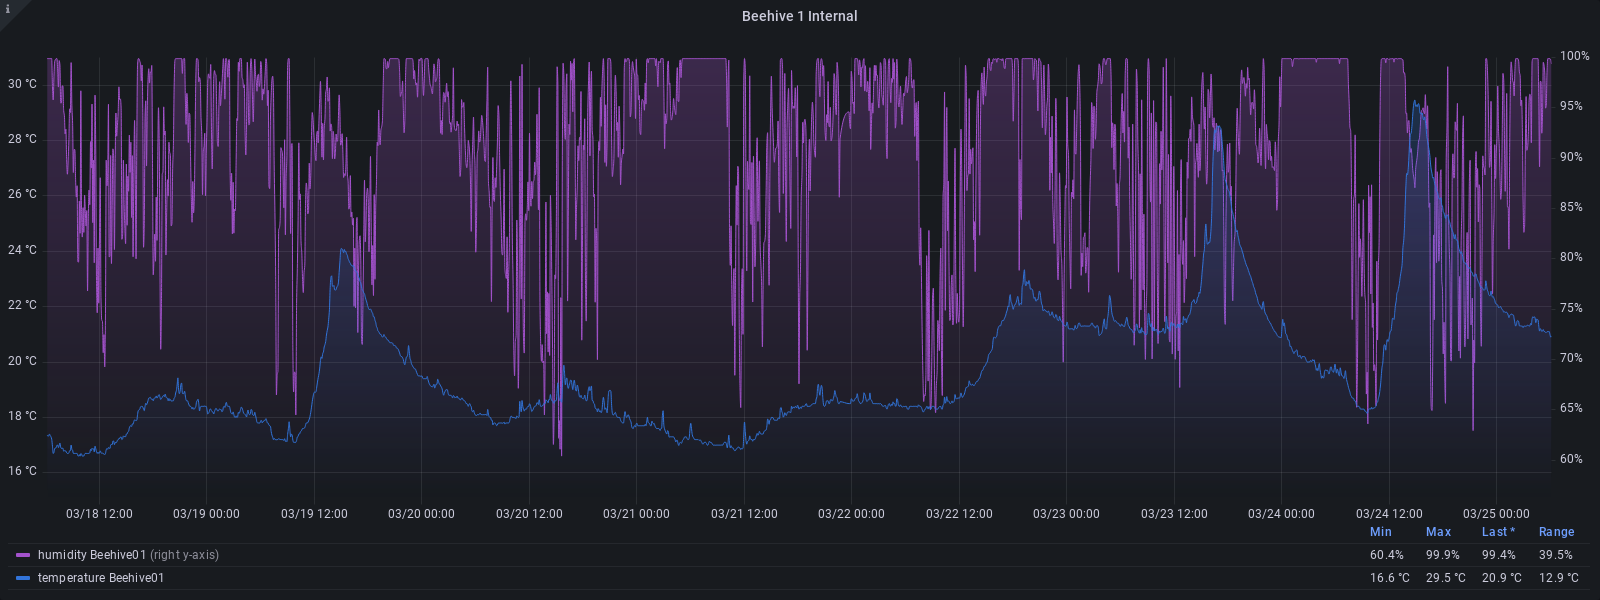 i
Beehive 1 Internal
30 °C
28 °C
26 °C
24 °C
22 °C
20 °C
18 °C
16 °C
100%
95%
90%
85%
80%
75%
70%
65%
60%
03/18 12:00 03/19 00:00 03/19 12:00 03/20 00:00 03/20 12:00 03/21 00:00 03/21 12:00 03/22 00:00 03/22 12:00 03/23 00:00 03/23 12:00 03/24 00:00 03/24 12:00 03/25 00:00
Min Max Last * Range
humidity Beehive01 (right y-axis) 60.4% 99.9% 99.4% 39.5%
temperature Beehive01 16.6 °C 29.5 °C 20.9 °C 12.9 °C